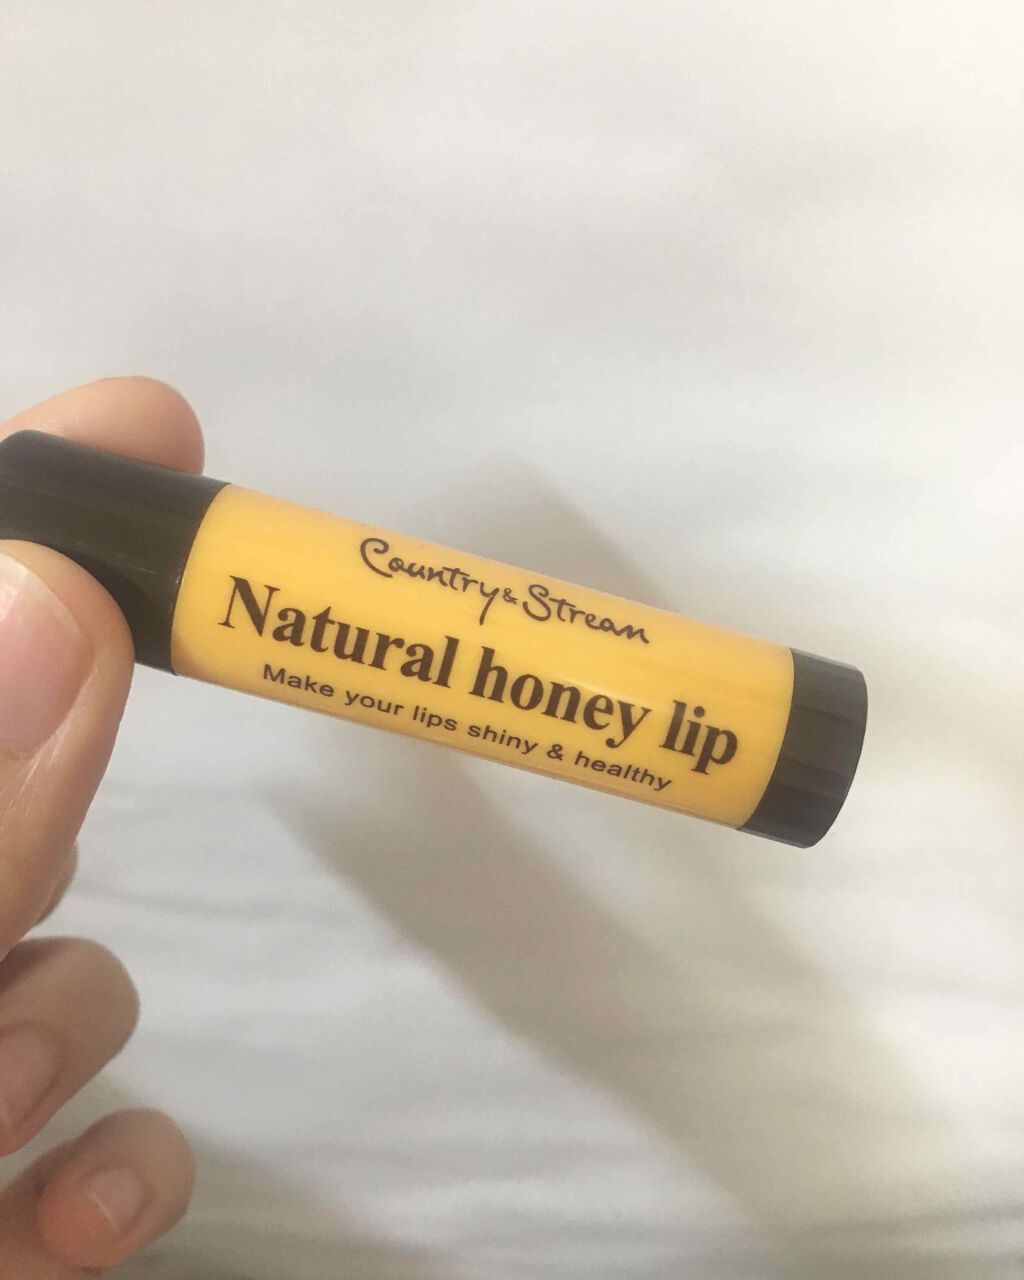 Country & Stream
Natural honey lip
Make your lips shiny & healthy